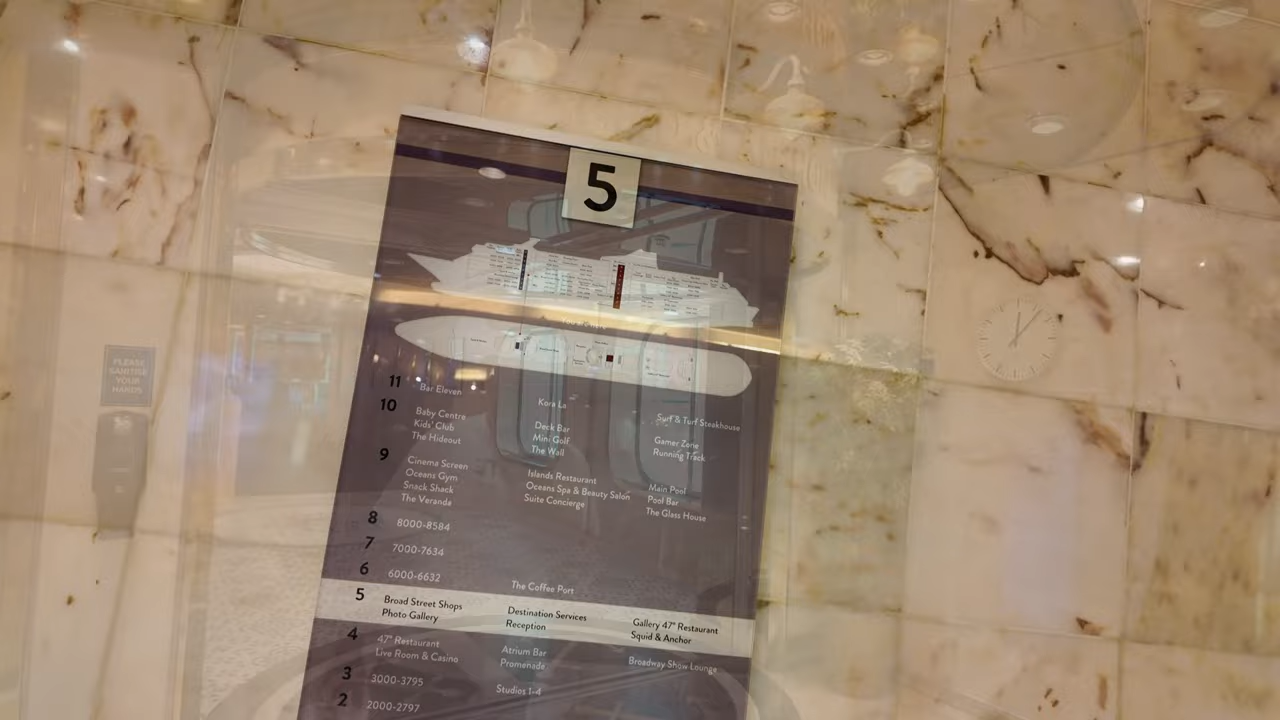 5
You are here
11 Bar Eleven Kora La Surf & Turf Steakhouse
10 Baby Centre Deck Bar Gamer Zone
Kids' Club Mini Golf Running Track
The Hideout The Wall
9 Cinema Screen Islands Restaurant Main Pool
Oceans Gym Oceans Spa & Beauty Salon Pool Bar
Snack Shack Suite Concierge The Glass House
The Veranda
8 8000-8584
7 7000-7634
6 6000-6632 The Coffee Port
5 Broad Street Shops Destination Services Gallery 47° Restaurant
Photo Gallery Reception Squid & Anchor
4 47° Restaurant Atrium Bar Broadway Show Lounge
Live Room & Casino Promenade
3 3000-3795 Studios 1-4
2 2000-2797
PLEASE
SANITISE
YOUR
HANDS